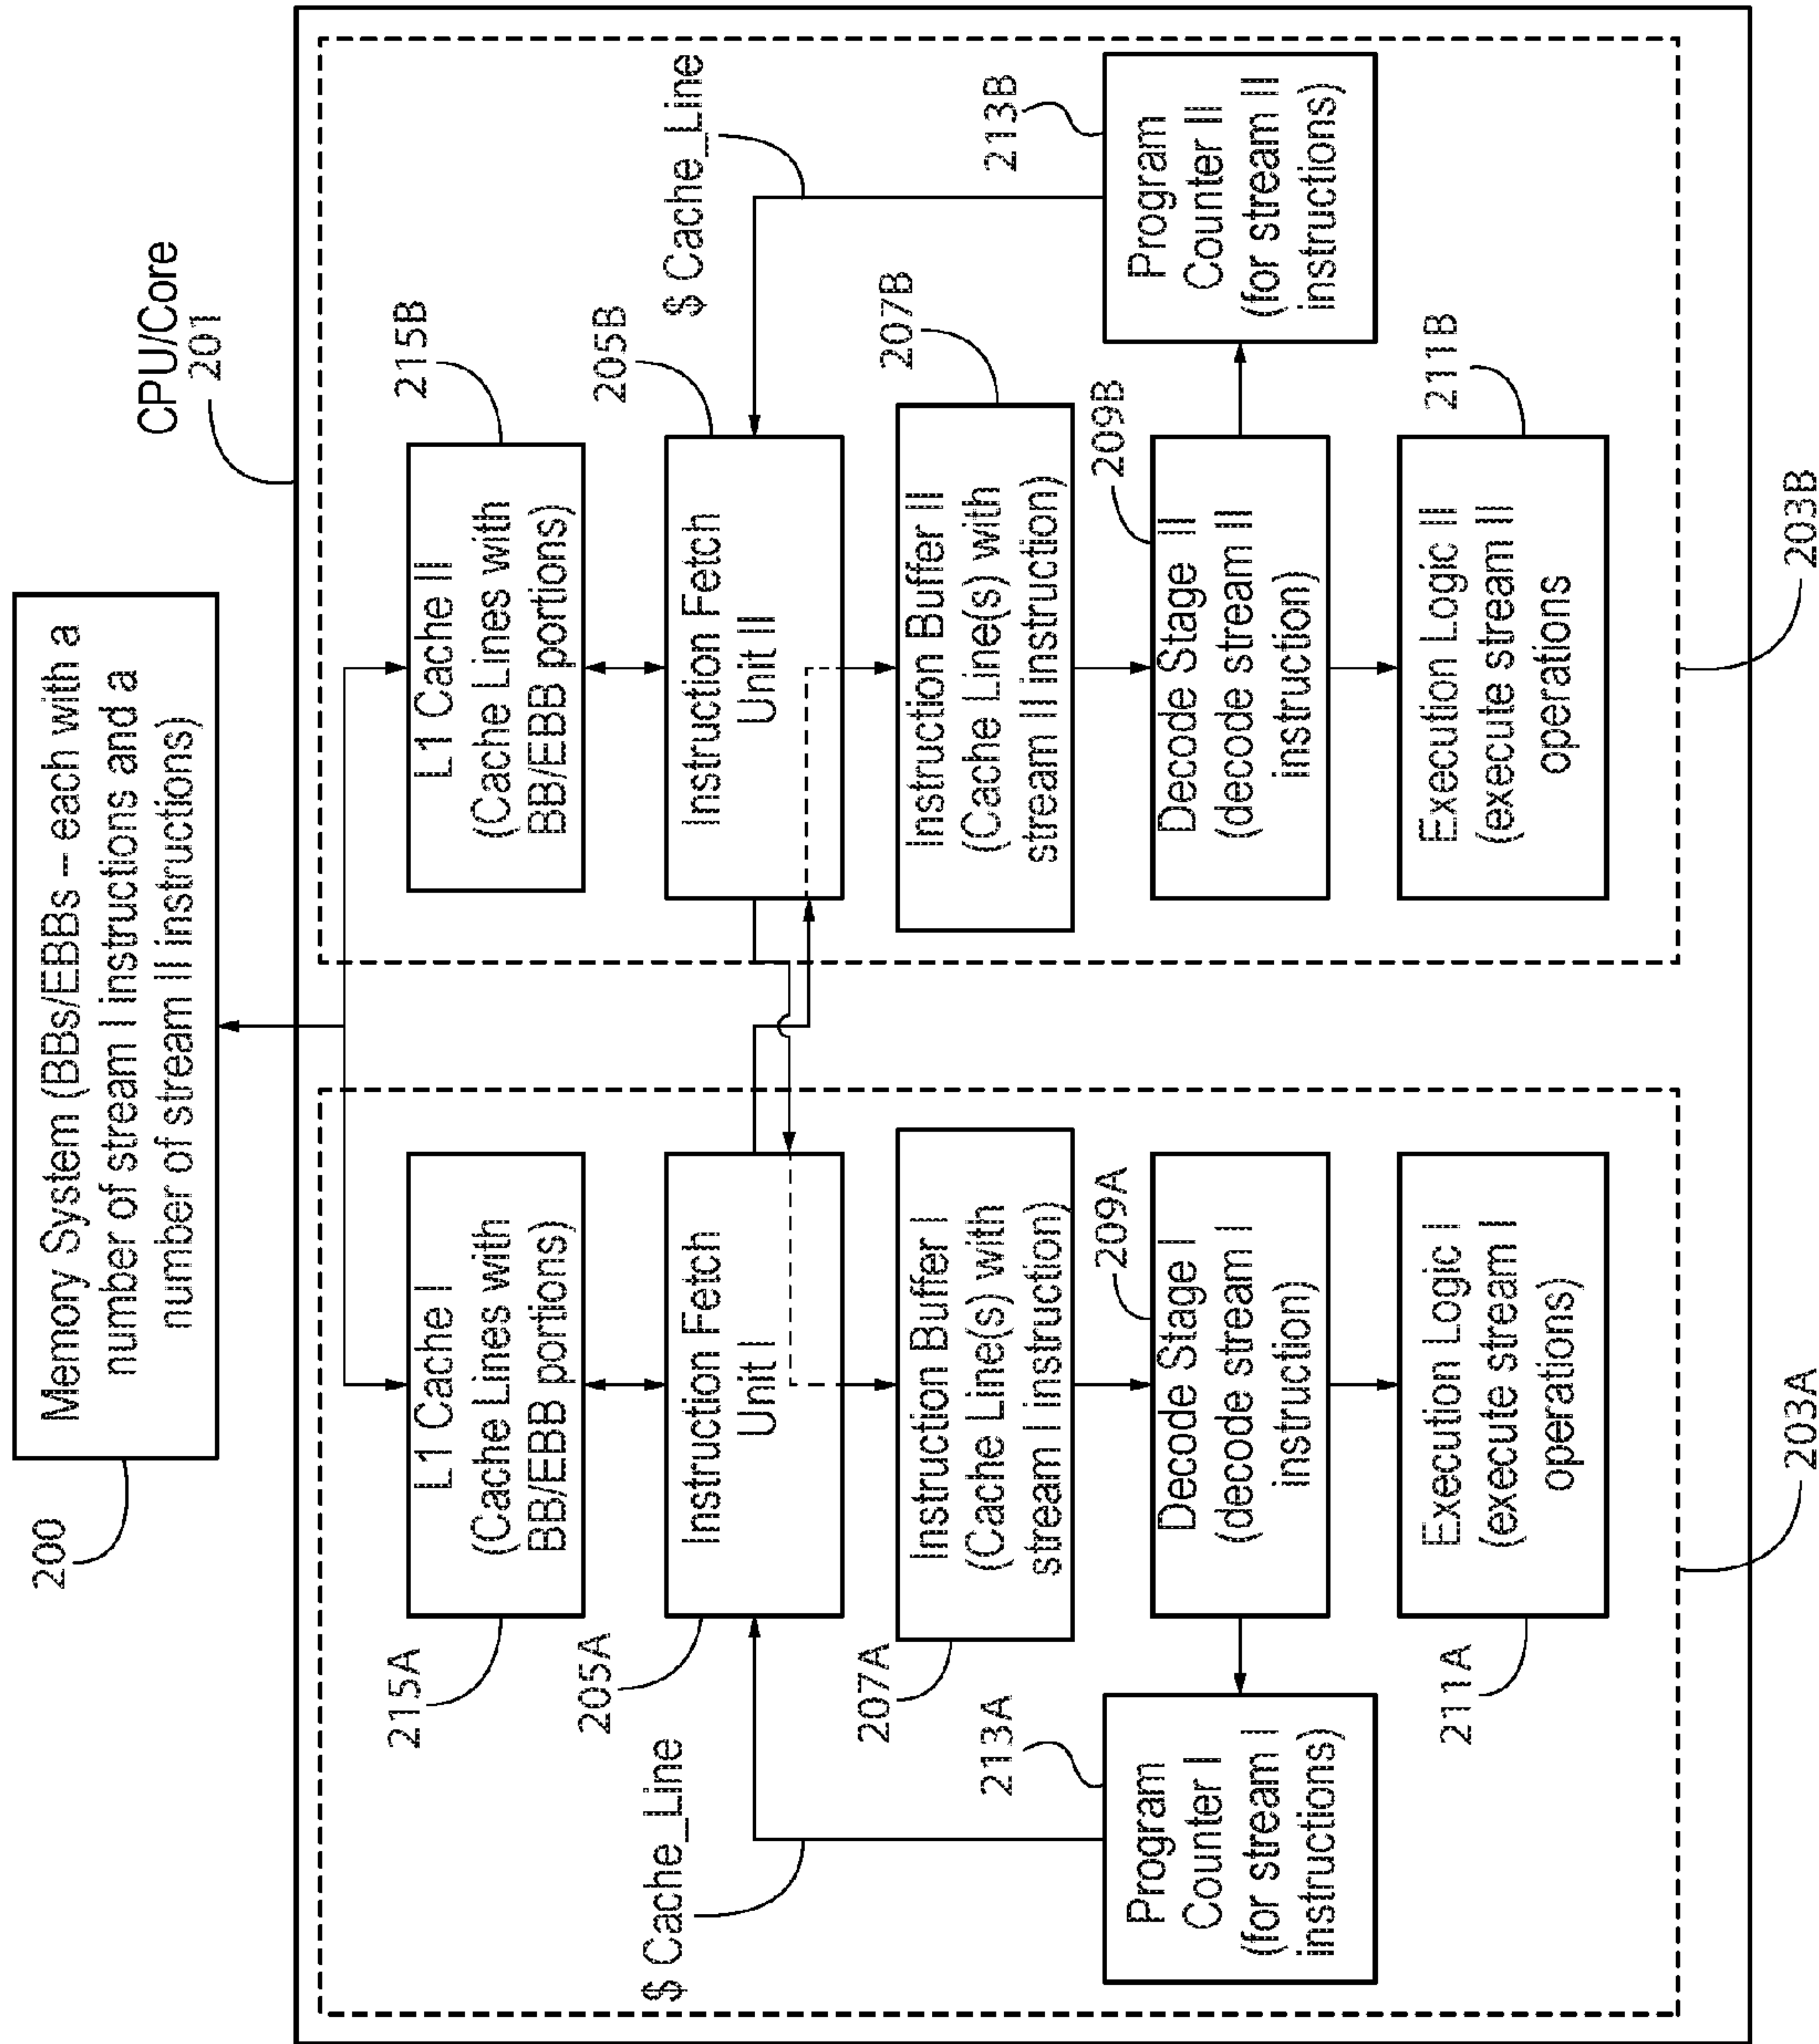 200
Memory System (BBs/EBBs – each with a
number of stream I instructions and a
number of stream II instructions)
CPU/Core
201
215A
L1 Cache I
(Cache Lines with
BB/EBB portions)
L1 Cache II
(Cache Lines with
BB/EBB portions)
215B
$ Cache_Line
205A
Instruction Fetch
Unit I
Instruction Fetch
Unit II
205B
$ Cache_Line
207A
Instruction Buffer I
(Cache Line(s) with
stream I instruction)
Instruction Buffer II
(Cache Line(s) with
stream II instruction)
207B
213A
Program
Counter I
(for stream I
instructions)
209A
Decode Stage I
(decode stream I
instruction)
209B
Decode Stage II
(decode stream II
instruction)
213B
Program
Counter II
(for stream II
instructions)
211A
Execution Logic I
(execute stream I
operations)
Execution Logic II
(execute stream II
operations
211B
203A
203B